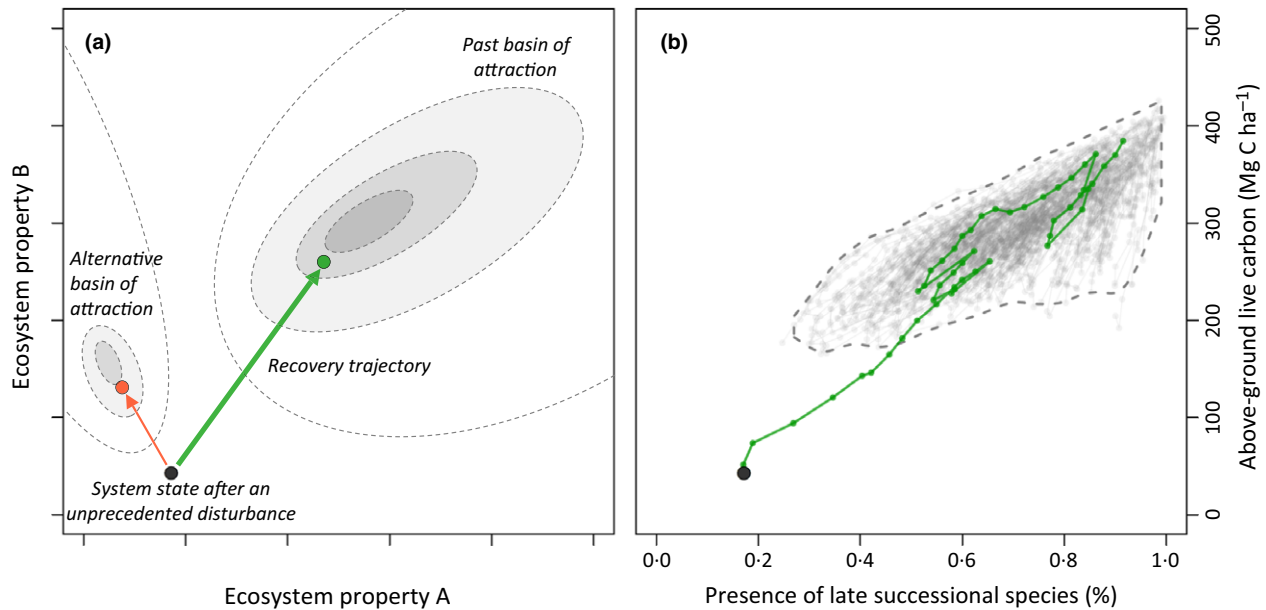 (a)
Past basin of
attraction
Alternative
basin of
attraction
Recovery trajectory
System state after an
unprecedented disturbance
Ecosystem property B
Ecosystem property A
(b)
500
400
300
200
100
0
Above-ground live carbon (Mg C ha⁻¹)
0·0 0·2 0·4 0·6 0·8 1·0
Presence of late successional species (%)